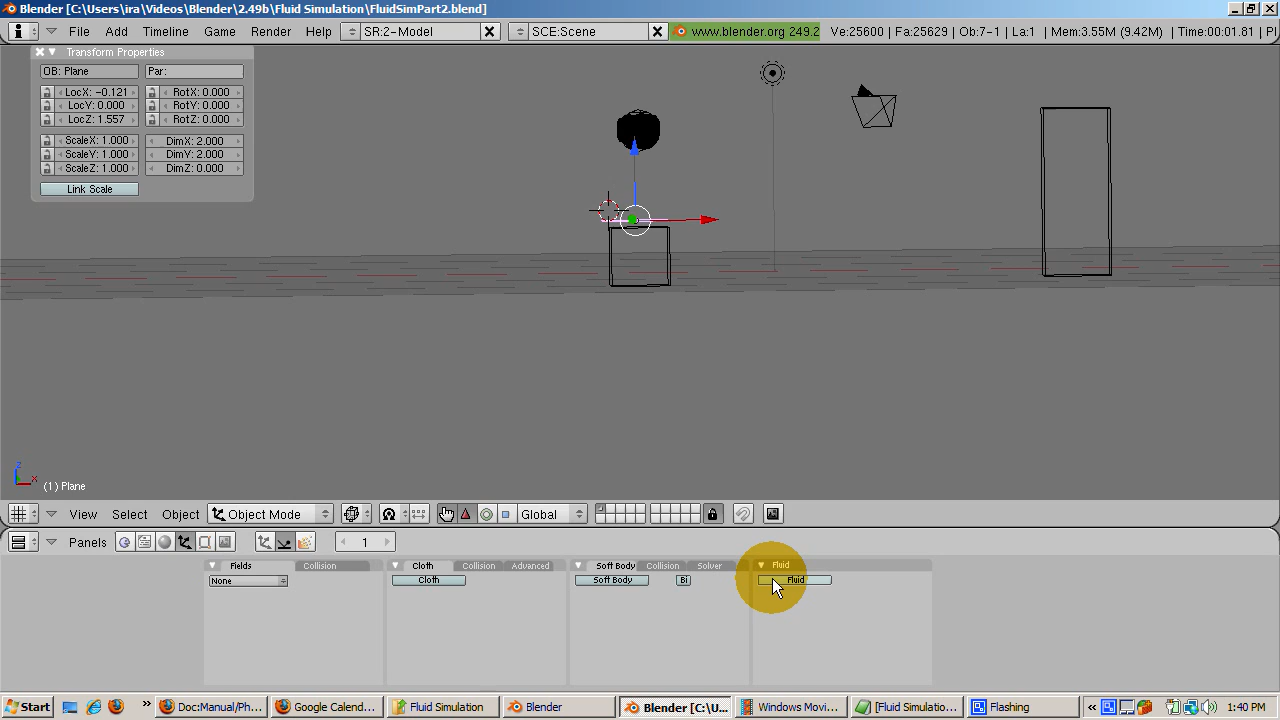 Blender [C:\Users\ira\Videos\Blender\2.49b\Fluid Simulation\FluidSimPart2.blend]
File Add Timeline Game Render Help SR:2-Model SCE:Scene www.blender.org 249.2 Ve:25600 | Fa:25629 | Ob:7-1 | La:1 | Mem:3.55M (9.42M) | Time:00:01.81 | Pl
Transform Properties
OB: Plane Par:
LocX: -0.121 RotX: 0.000
LocY: 0.000 RotY: 0.000
LocZ: 1.557 RotZ: 0.000
ScaleX: 1.000 DimX: 2.000
ScaleY: 1.000 DimY: 2.000
ScaleZ: 1.000 DimZ: 0.000
Link Scale
z
x
(1) Plane
View Select Object Object Mode Global
Panels 1
Fields Collision Cloth Collision Advanced Soft Body Collision Solver Fluid
None Cloth Soft Body Bi Fluid
Start » Doc:Manual/Ph... Google Calend... Fluid Simulation Blender Blender [C:\U... Windows Movi... [Fluid Simulatio... Flashing « 1:40 PM